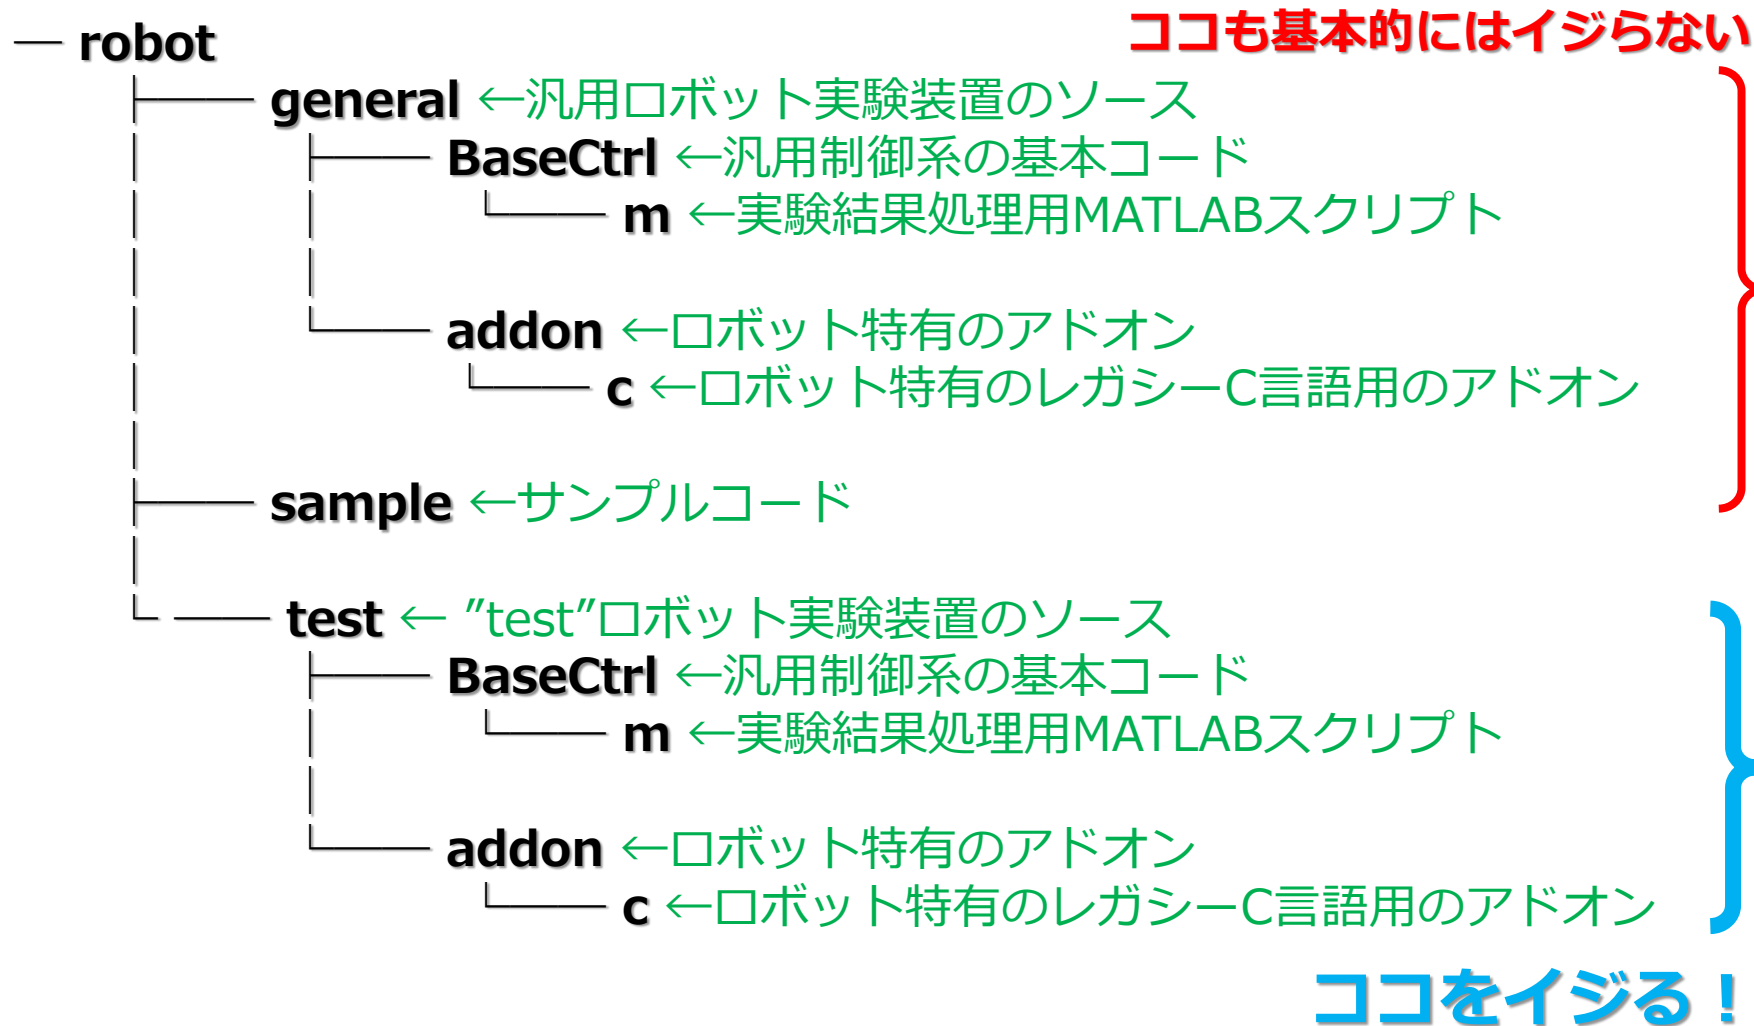 ココも基本的にはイジらない
robot
general ←汎用ロボット実験装置のソース
BaseCtrl ←汎用制御系の基本コード
m ←実験結果処理用MATLABスクリプト
addon ←ロボット特有のアドオン
c ←ロボット特有のレガシーC言語用のアドオン
sample ←サンプルコード
test ← ”test”ロボット実験装置のソース
BaseCtrl ←汎用制御系の基本コード
m ←実験結果処理用MATLABスクリプト
addon ←ロボット特有のアドオン
c ←ロボット特有のレガシーC言語用のアドオン
ココをイジる！